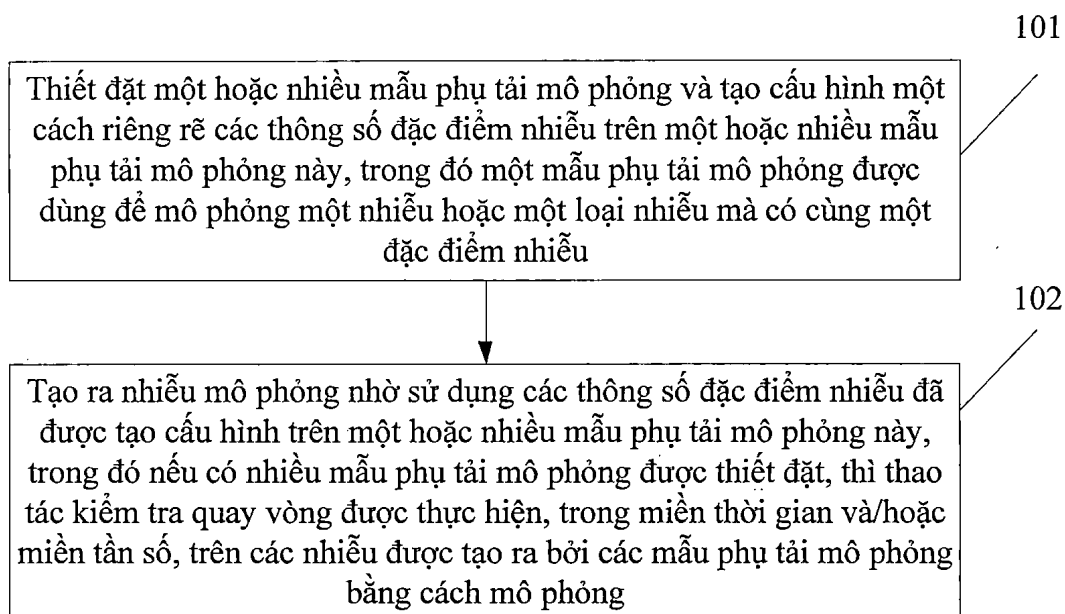 101
Thiết đặt một hoặc nhiều mẫu phụ tải mô phỏng và tạo cấu hình một
cách riêng rẽ các thông số đặc điểm nhiễu trên một hoặc nhiều mẫu
phụ tải mô phỏng này, trong đó một mẫu phụ tải mô phỏng được
dùng để mô phỏng một nhiễu hoặc một loại nhiễu mà có cùng một
đặc điểm nhiễu
102
Tạo ra nhiễu mô phỏng nhờ sử dụng các thông số đặc điểm nhiễu đã
được tạo cấu hình trên một hoặc nhiều mẫu phụ tải mô phỏng này,
trong đó nếu có nhiều mẫu phụ tải mô phỏng được thiết đặt, thì thao
tác kiểm tra quay vòng được thực hiện, trong miền thời gian và/hoặc
miền tần số, trên các nhiễu được tạo ra bởi các mẫu phụ tải mô phỏng
bằng cách mô phỏng